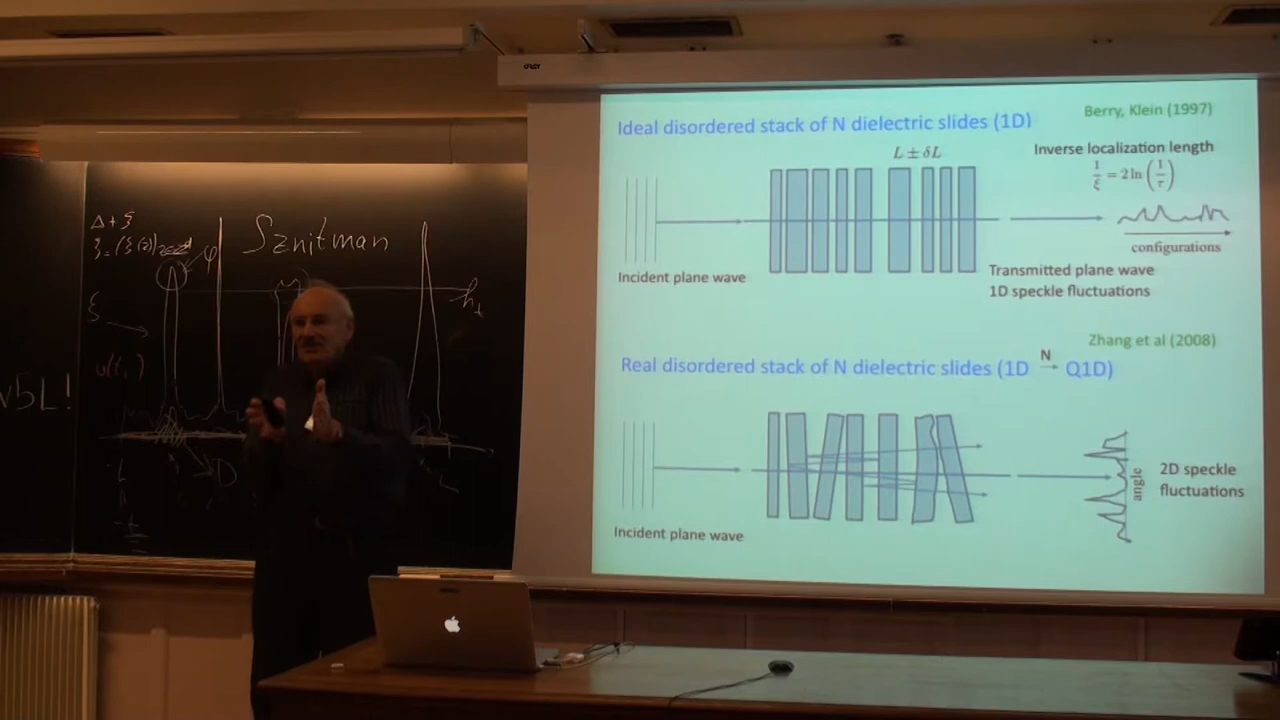 Δ + ξ
Sznitman
φ
ξ
D
v5L!
Ideal disordered stack of N dielectric slides (1D)
Berry, Klein (1997)
L ± δL
Inverse localization length
1/ξ = 2 ln (1/τ)
configurations
Incident plane wave
Transmitted plane wave
1D speckle fluctuations
Zhang et al (2008)
Real disordered stack of N dielectric slides (1D N→ Q1D)
angle
2D speckle
fluctuations
Incident plane wave